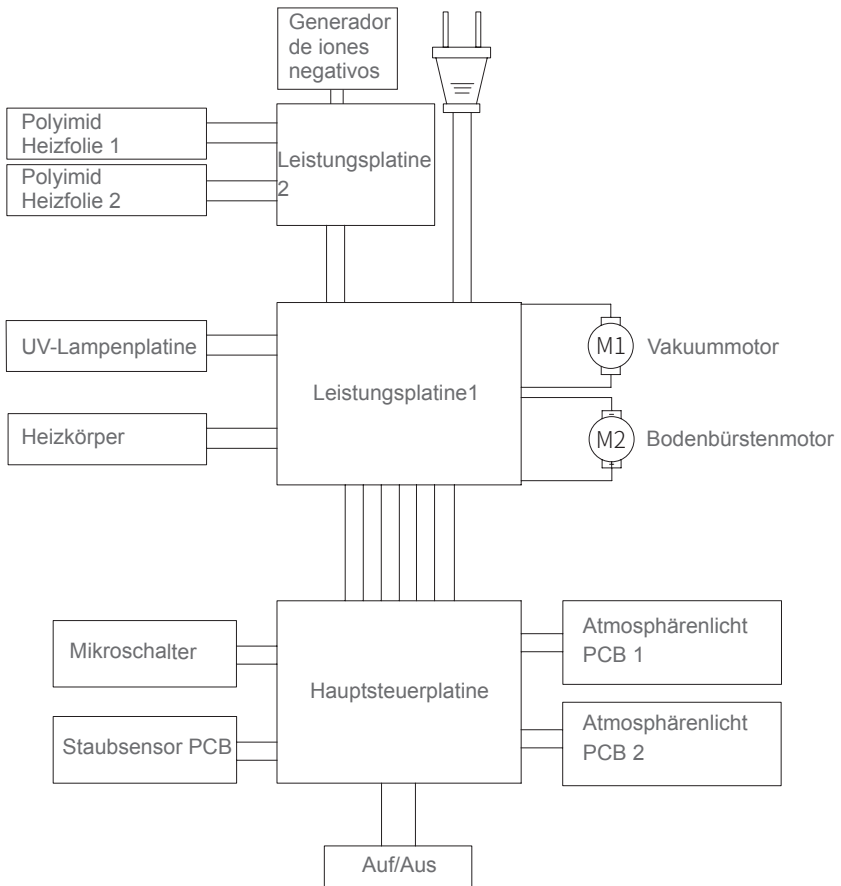 Generador
de iones
negativos
Polyimid
Heizfolie 1
Leistungsplatine
2
Polyimid
Heizfolie 2
UV-Lampenplatine
M1
Vakuummotor
Leistungsplatine1
Heizkörper
M2
Bodenbürstenmotor
Atmosphärenlicht
PCB 1
Mikroschalter
Hauptsteuerplatine
Atmosphärenlicht
PCB 2
Staubsensor PCB
Auf/Aus